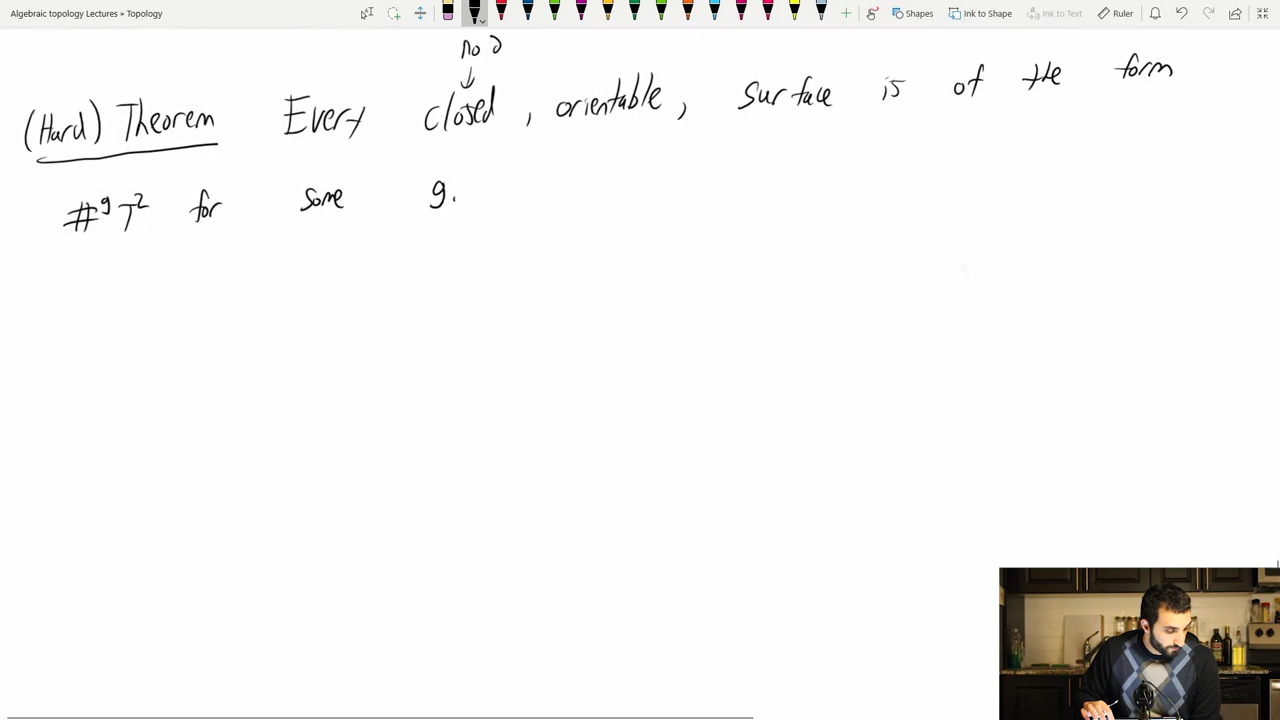 Algebraic topology Lectures » Topology
Shapes Ink to Shape Ink to Text Ruler
no ∂
↓
(Hard) Theorem Every closed, orientable, surface is of the form
#^g T^2 for some g.